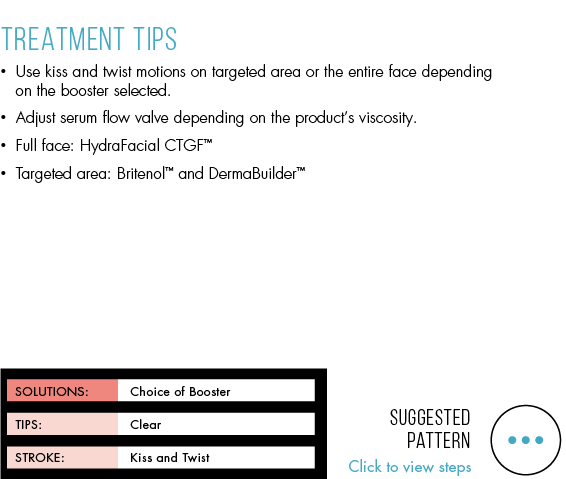 TREATMENT TIPS
• Use kiss and twist motions on targeted area or the entire face depending
on the booster selected.
• Adjust serum flow valve depending on the product's viscosity.
• Full face: HydraFacial CTGF™
• Targeted area: Britenol™ and DermaBuilder™
SOLUTIONS: Choice of Booster
TIPS: Clear
STROKE: Kiss and Twist
SUGGESTED
PATTERN
Click to view steps